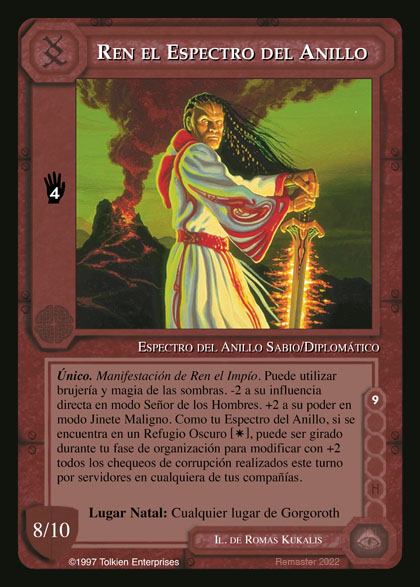 REN EL ESPECTRO DEL ANILLO
4
ESPECTRO DEL ANILLO SABIO/DIPLOMÁTICO
Único. Manifestación de Ren el Impío. Puede utilizar
brujería y magia de las sombras. -2 a su influencia
directa en modo Señor de los Hombres. +2 a su poder en
modo Jinete Maligno. Como tu Espectro del Anillo, si se
encuentra en un Refugio Oscuro [✷], puede ser girado
durante tu fase de organización para modificar con +2
todos los chequeos de corrupción realizados este turno
por servidores en cualquiera de tus compañías.
9
H
Lugar Natal: Cualquier lugar de Gorgoroth
8/10
IL. DE ROMAS KUKALIS
©1997 Tolkien Enterprises
Remaster 2022